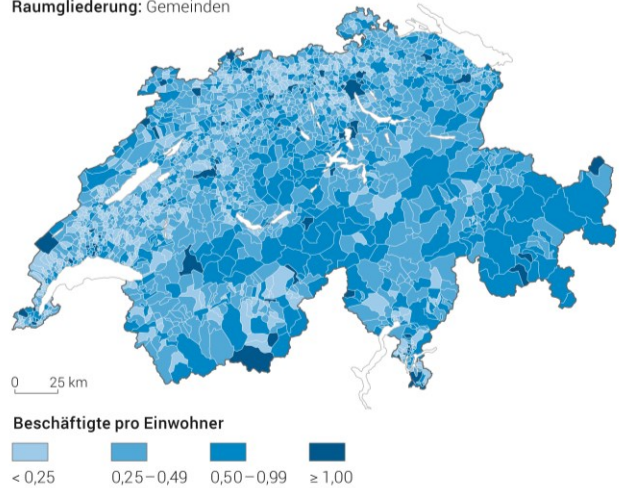 Raumgliederung: Gemeinden
0 25 km
Beschäftigte pro Einwohner
< 0,25 0,25–0,49 0,50–0,99 ≥ 1,00